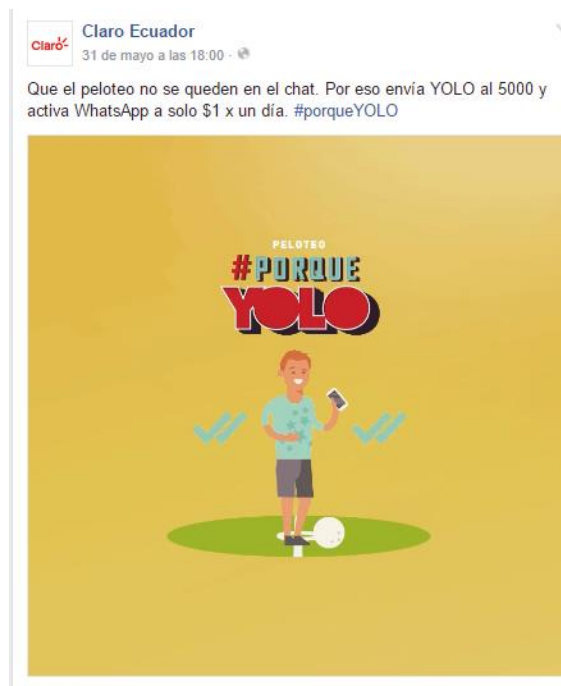 Claro
Claro Ecuador
31 de mayo a las 18:00 ·
Que el peloteo no se queden en el chat. Por eso envía YOLO al 5000 y
activa WhatsApp a solo $1 x un día. #porqueYOLO
PELOTEO
#PORQUE
YOLO